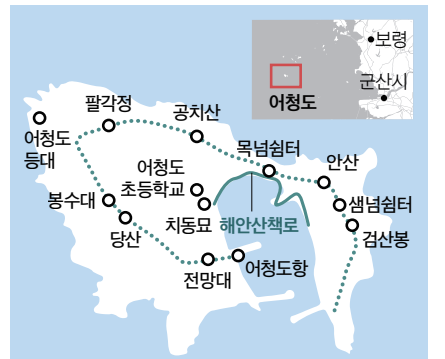 보령
군산시
어청도
팔각정
공치산
어청도
등대
목넘쉼터
안산
어청도
초등학교
봉수대
샘넘쉼터
치동묘
해안산책로
당산
검산봉
전망대
어청도항